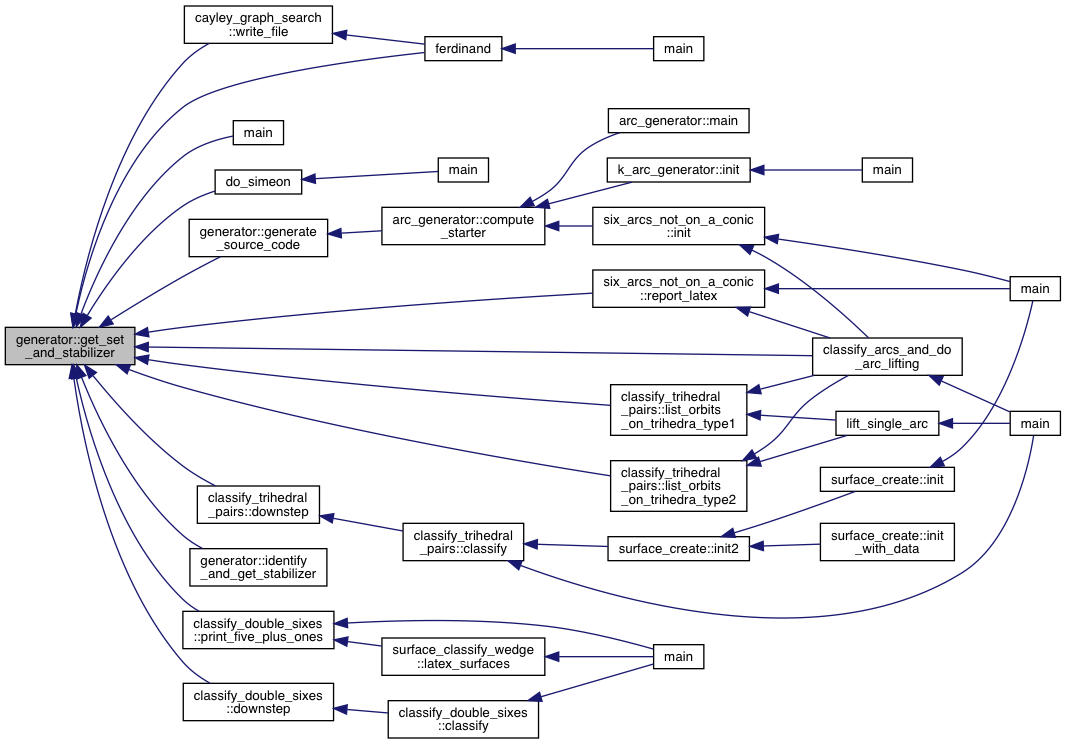 cayley_graph_search
::write_file
ferdinand
main
arc_generator::main
main
k_arc_generator::init
main
do_simeon
main
arc_generator::compute
_starter
six_arcs_not_on_a_conic
::init
generator::generate
_source_code
six_arcs_not_on_a_conic
::report_latex
main
generator::get_set
_and_stabilizer
classify_arcs_and_do
_arc_lifting
classify_trihedral
_pairs::list_orbits
_on_trihedra_type1
lift_single_arc
main
classify_trihedral
_pairs::list_orbits
_on_trihedra_type2
surface_create::init
classify_trihedral
_pairs::downstep
classify_trihedral
_pairs::classify
surface_create::init2
surface_create::init
_with_data
generator::identify
_and_get_stabilizer
classify_double_sixes
::print_five_plus_ones
surface_classify_wedge
::latex_surfaces
main
classify_double_sixes
::downstep
classify_double_sixes
::classify